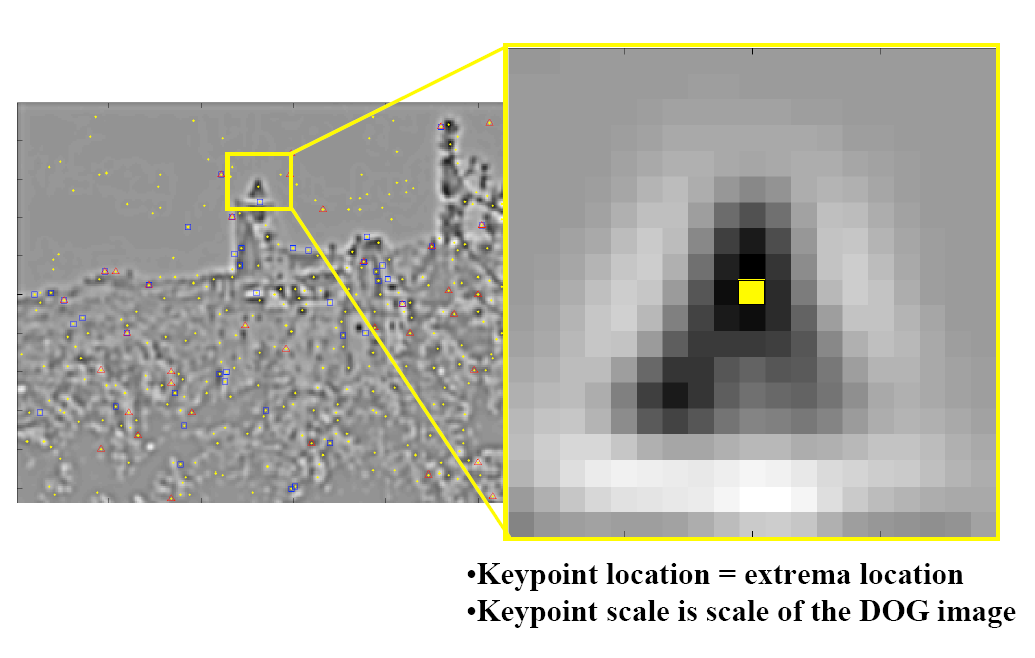 •Keypoint location = extrema location
•Keypoint scale is scale of the DOG image